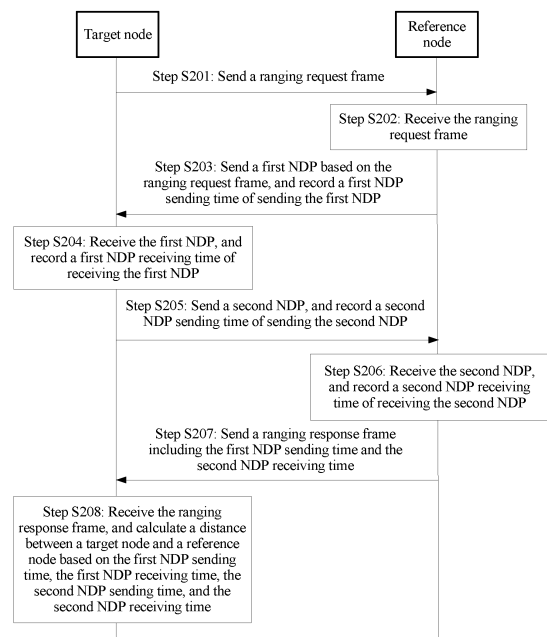 Target node
Reference
node
Step S201: Send a ranging request frame
Step S202: Receive the ranging
request frame
Step S203: Send a first NDP based on the
ranging request frame, and record a first NDP
sending time of sending the first NDP
Step S204: Receive the first NDP, and
record a first NDP receiving time of
receiving the first NDP
Step S205: Send a second NDP, and record a second
NDP sending time of sending the second NDP
Step S206: Receive the second NDP,
and record a second NDP receiving
time of receiving the second NDP
Step S207: Send a ranging response frame
including the first NDP sending time and the
second NDP receiving time
Step S208: Receive the ranging
response frame, and calculate a distance
between a target node and a reference
node based on the first NDP sending
time, the first NDP receiving time, the
second NDP sending time, and the
second NDP receiving time